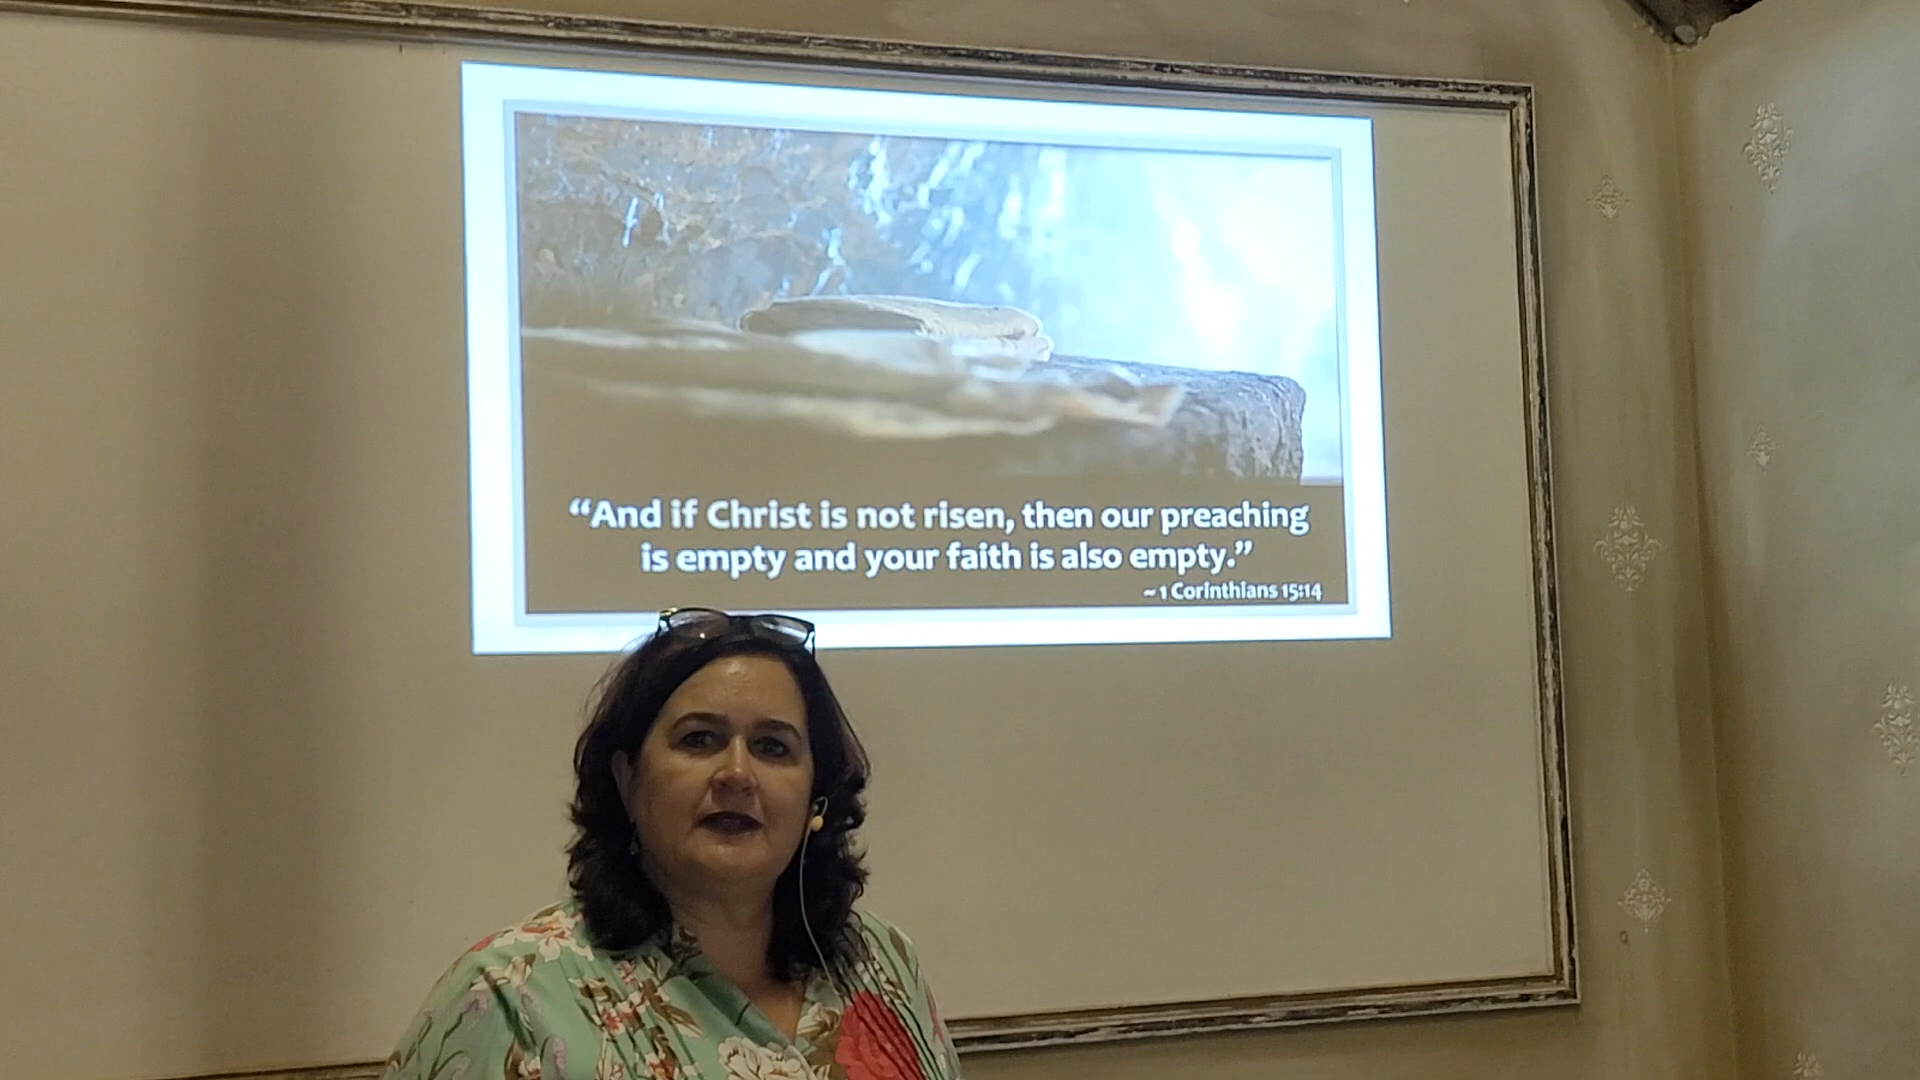 “And if Christ is not risen, then our preaching
is empty and your faith is also empty.”
~ 1 Corinthians 15:14